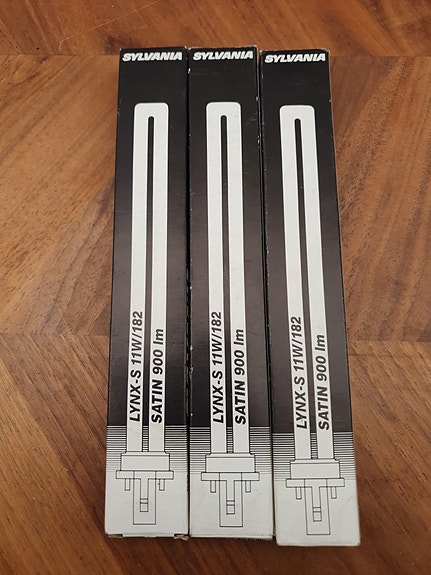 SYLVANIA
LYNX-S 11W/182
SATIN 900 lm
SYLVANIA
LYNX-S 11W/182
SATIN 900 lm
SYLVANIA
LYNX-S 11W/182
SATIN 900 lm